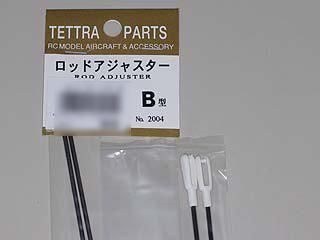 TETTRA PARTS
RC MODEL AIRCRAFT & ACCESSORY
ロッドアジャスター
ROD ADJUSTER
B型
No. 2004